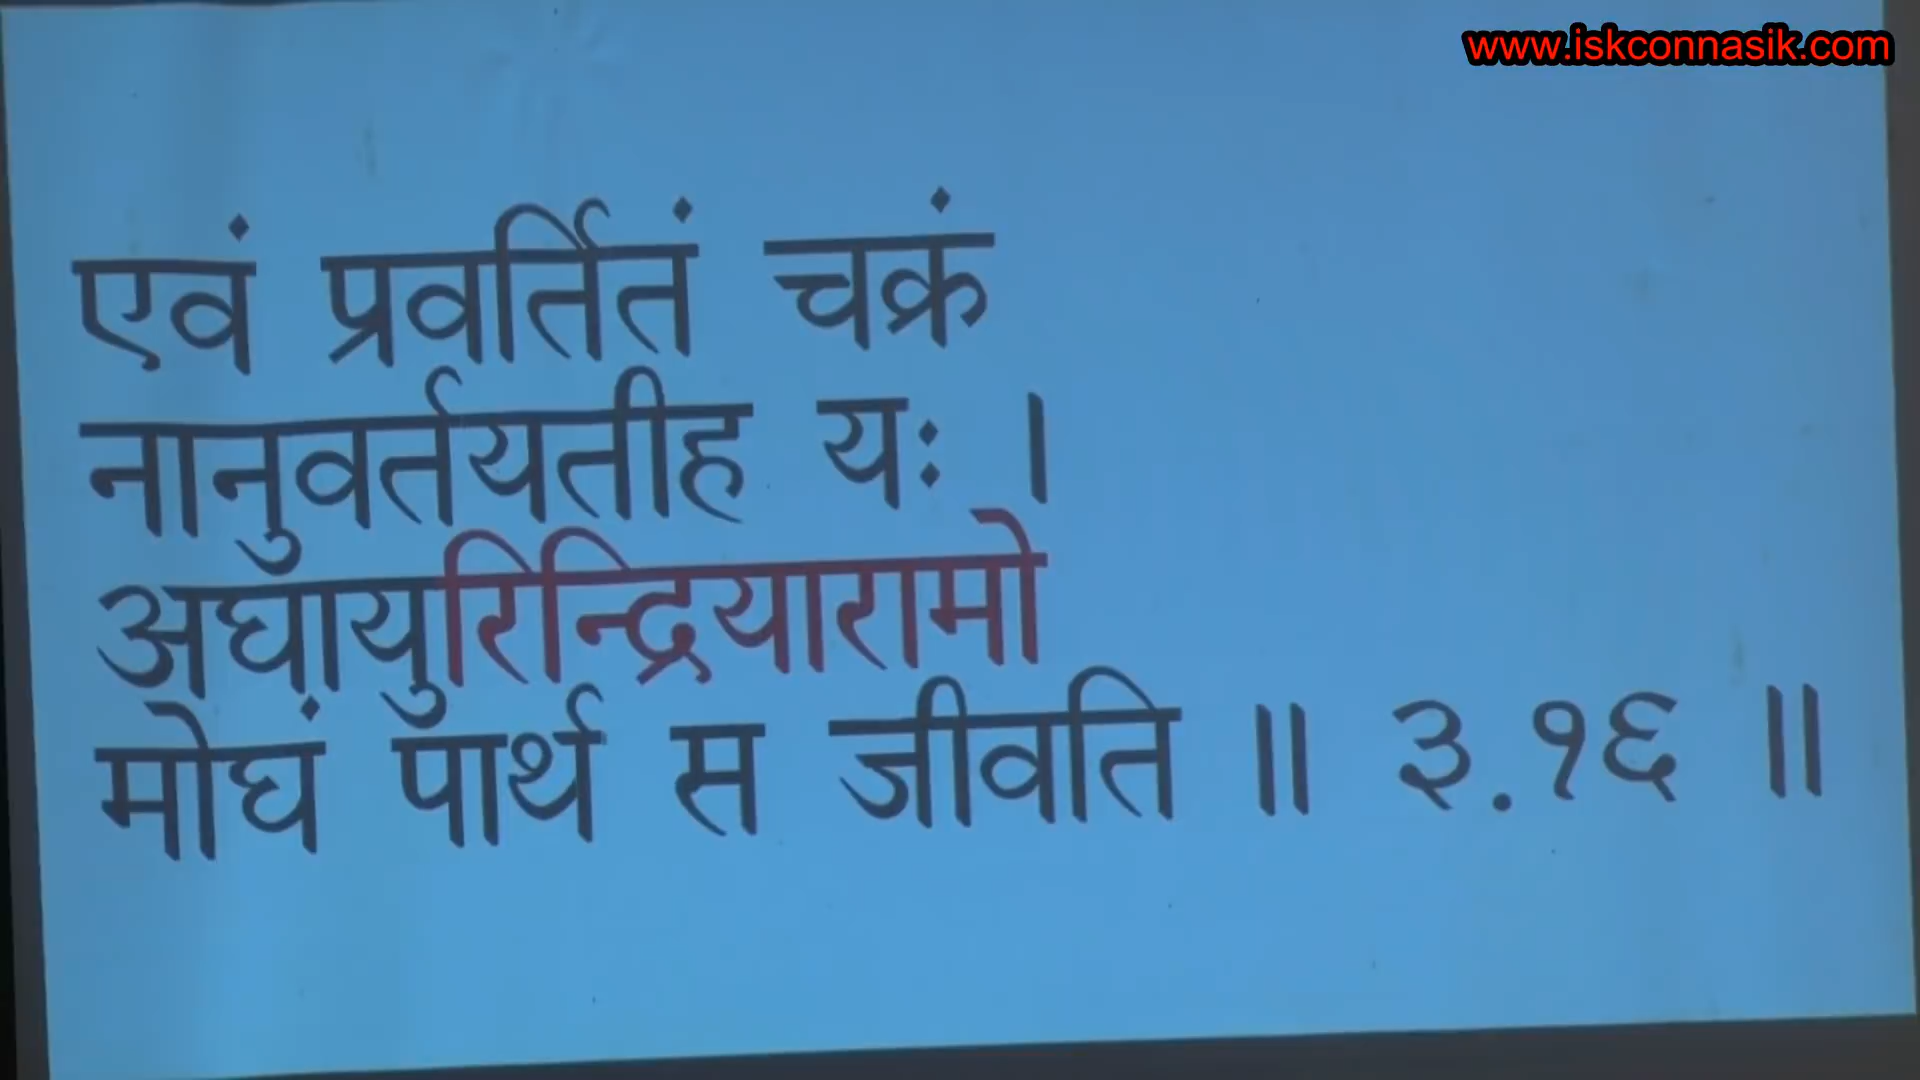 www.iskconnasik.com
एवं प्रवर्तितं चक्रं
नानुवर्तयतीह यः ।
अघायुरिन्द्रियारामो
मोघं पार्थ स जीवति ॥ ३.१६ ॥